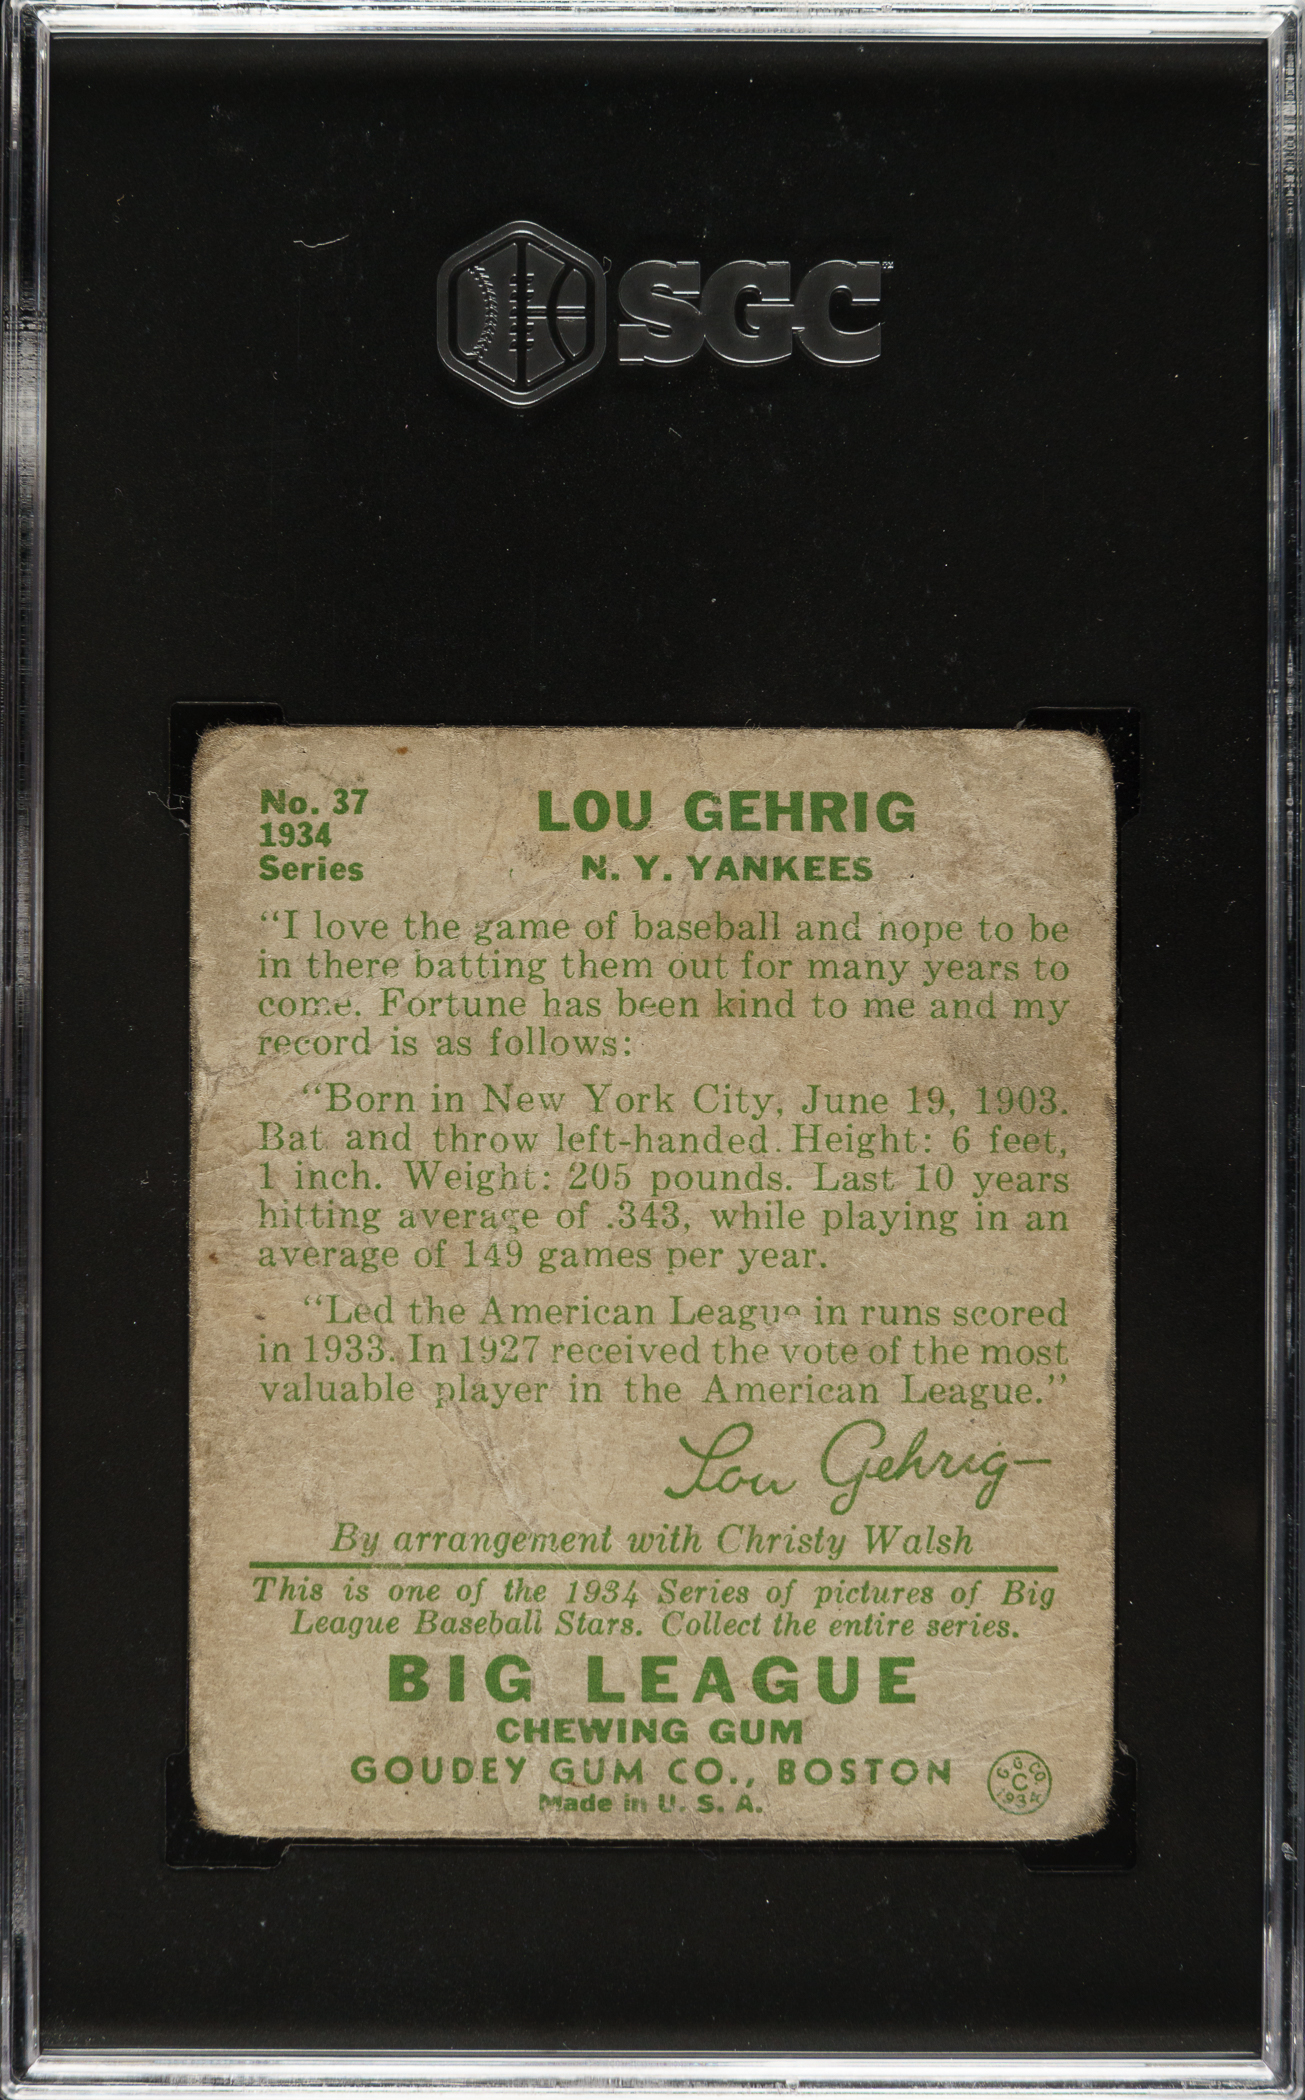 SGC
No. 37
1934
Series
LOU GEHRIG
N. Y. YANKEES
“I love the game of baseball and hope to be
in there batting them out for many years to
come. Fortune has been kind to me and my
record is as follows:
“Born in New York City, June 19, 1903.
Bat and throw left-handed. Height: 6 feet,
1 inch. Weight: 205 pounds. Last 10 years
hitting average of .343, while playing in an
average of 149 games per year.
“Led the American League in runs scored
in 1933. In 1927 received the vote of the most
valuable player in the American League.”
Lou Gehrig
By arrangement with Christy Walsh
This is one of the 1934 Series of pictures of Big
League Baseball Stars. Collect the entire series.
BIG LEAGUE
CHEWING GUM
GOUDEY GUM CO., BOSTON
Made in U. S. A.
G G CO
C
1934